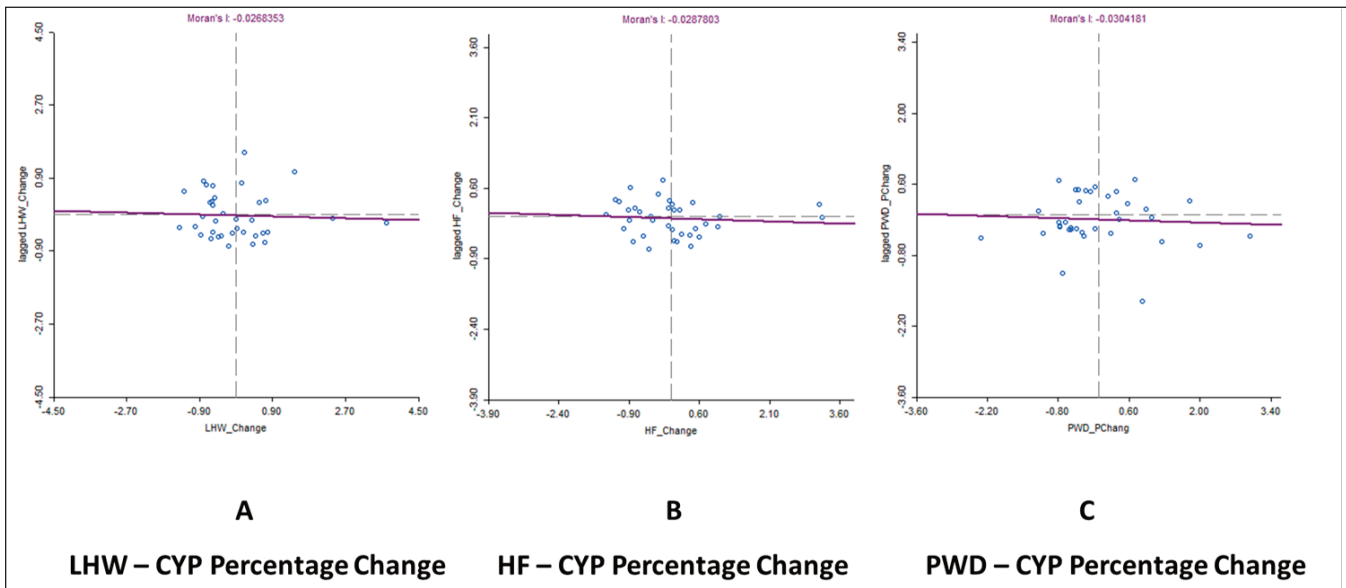 Moran's I: -0.0268353
4.50
2.70
0.90
-0.90
-2.70
-4.50
lagged LHW_Change
-4.50 -2.70 -0.90 0.90 2.70 4.50
LHW_Change
Moran's I: -0.0287803
3.60
2.10
0.60
-0.90
-2.40
-3.90
lagged HF_Change
-3.90 -2.40 -0.90 0.60 2.10 3.60
HF_Change
Moran's I: -0.0304181
3.40
2.00
0.60
-0.80
-2.20
-3.60
lagged PWD_PChang
-3.60 -2.20 -0.80 0.60 2.00 3.40
PWD_PChang
A
B
C
LHW – CYP Percentage Change
HF – CYP Percentage Change
PWD – CYP Percentage Change